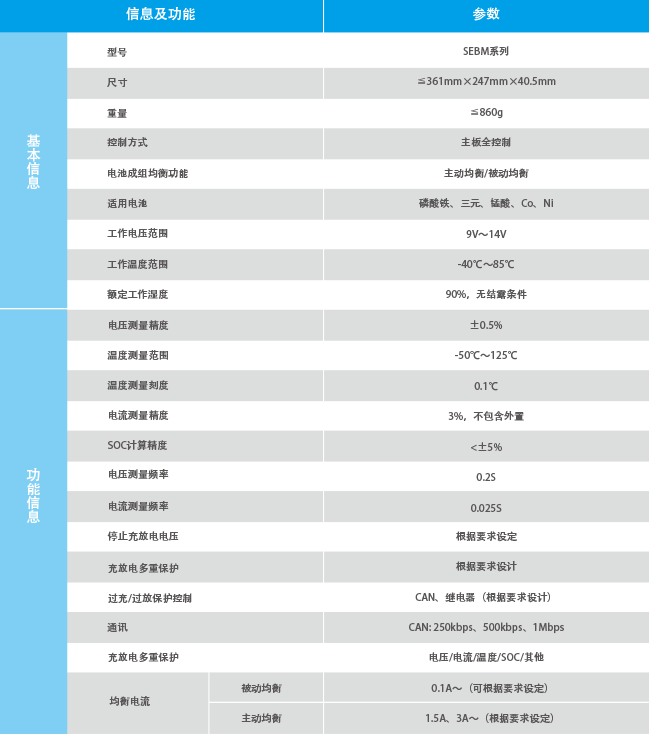 信息及功能 参数
基本信息
型号 SEBM系列
尺寸 ≦361mm×247mm×40.5mm
重量 ≦860g
控制方式 主板全控制
电池成组均衡功能 主动均衡/被动均衡
适用电池 磷酸铁、三元、锰酸、Co、Ni
工作电压范围 9V～14V
工作温度范围 -40℃～85℃
额定工作湿度 90%，无结露条件
功能信息
电压测量精度 ±0.5%
温度测量范围 -50℃～125℃
温度测量刻度 0.1℃
电流测量精度 3%，不包含外置
SOC计算精度 <±5%
电压测量频率 0.2S
电流测量频率 0.025S
停止充放电电压 根据要求设定
充放电多重保护 根据要求设计
过充/过放保护控制 CAN、继电器（根据要求设计）
通讯 CAN: 250kbps、500kbps、1Mbps
充放电多重保护 电压/电流/温度/SOC/其他
均衡电流
被动均衡 0.1A～（可根据要求设定）
主动均衡 1.5A、3A～（根据要求设定）